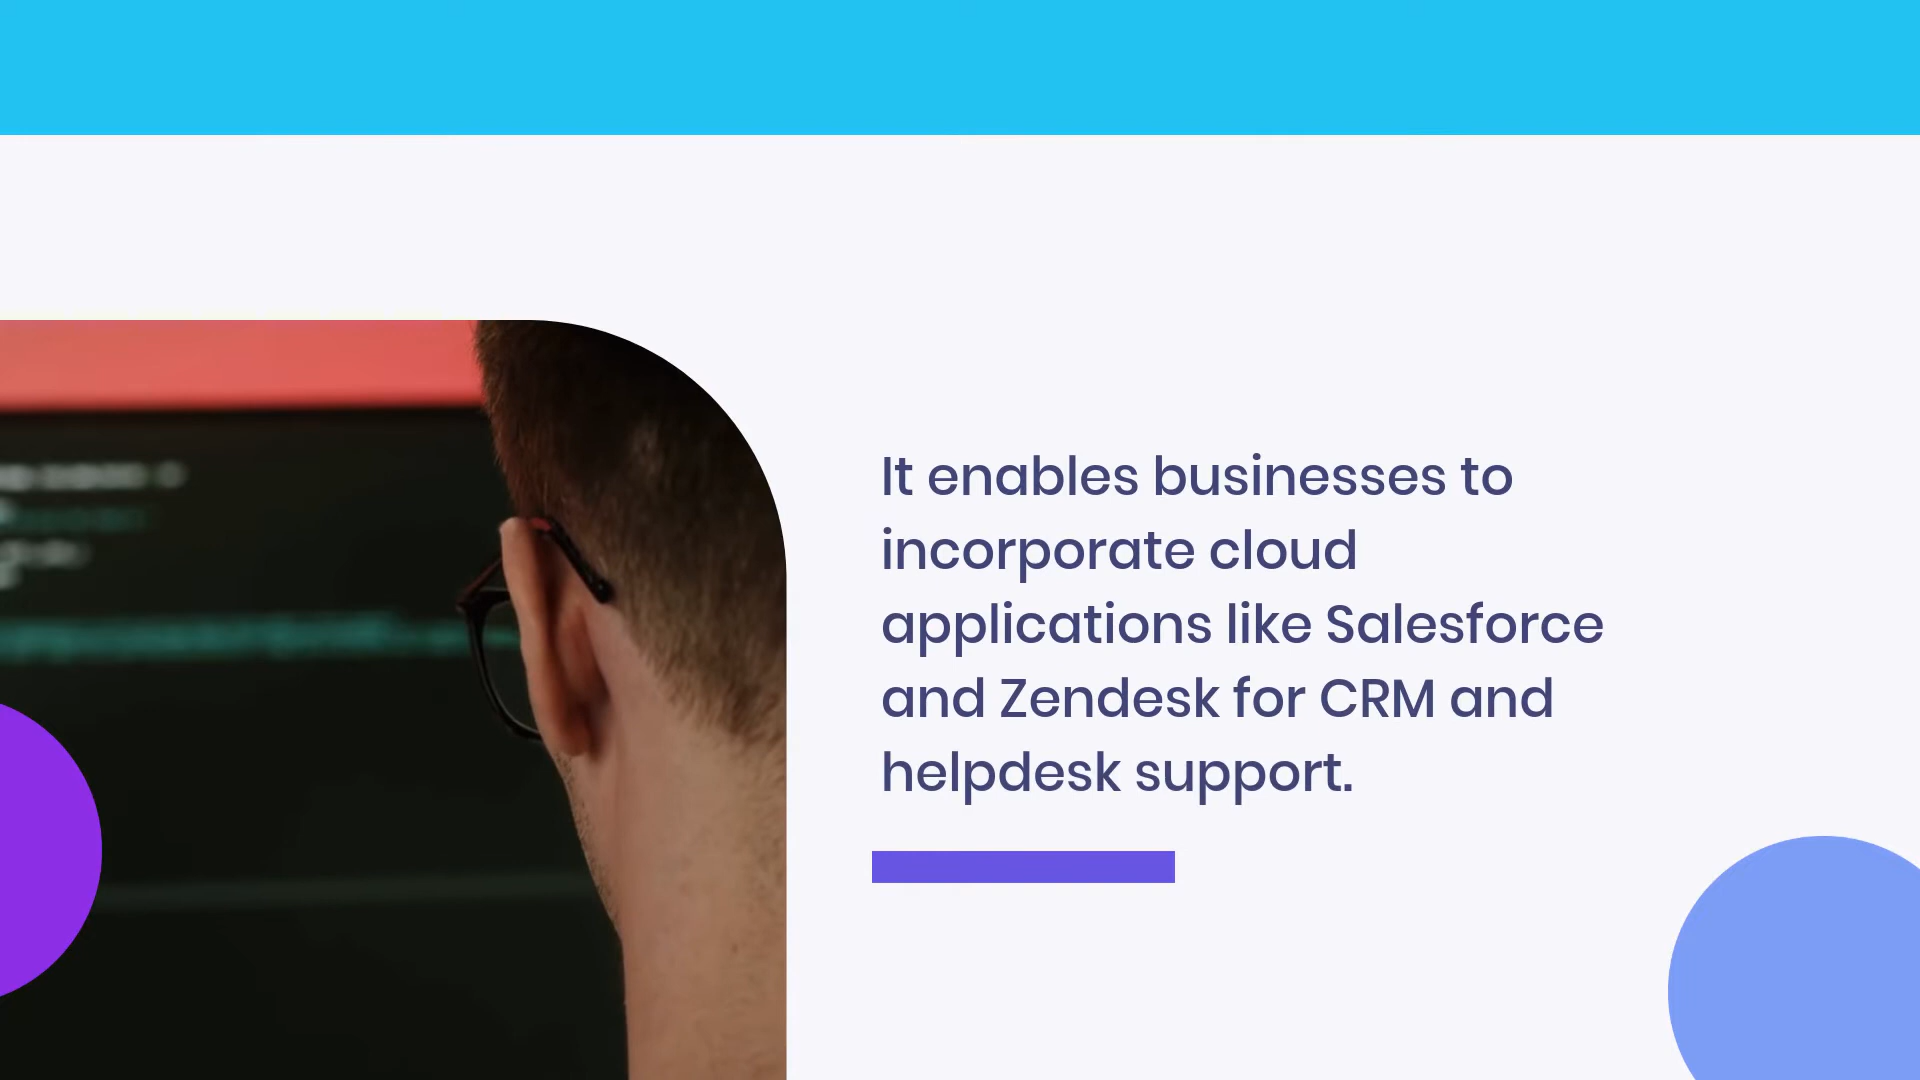 It enables businesses to
incorporate cloud
applications like Salesforce
and Zendesk for CRM and
helpdesk support.